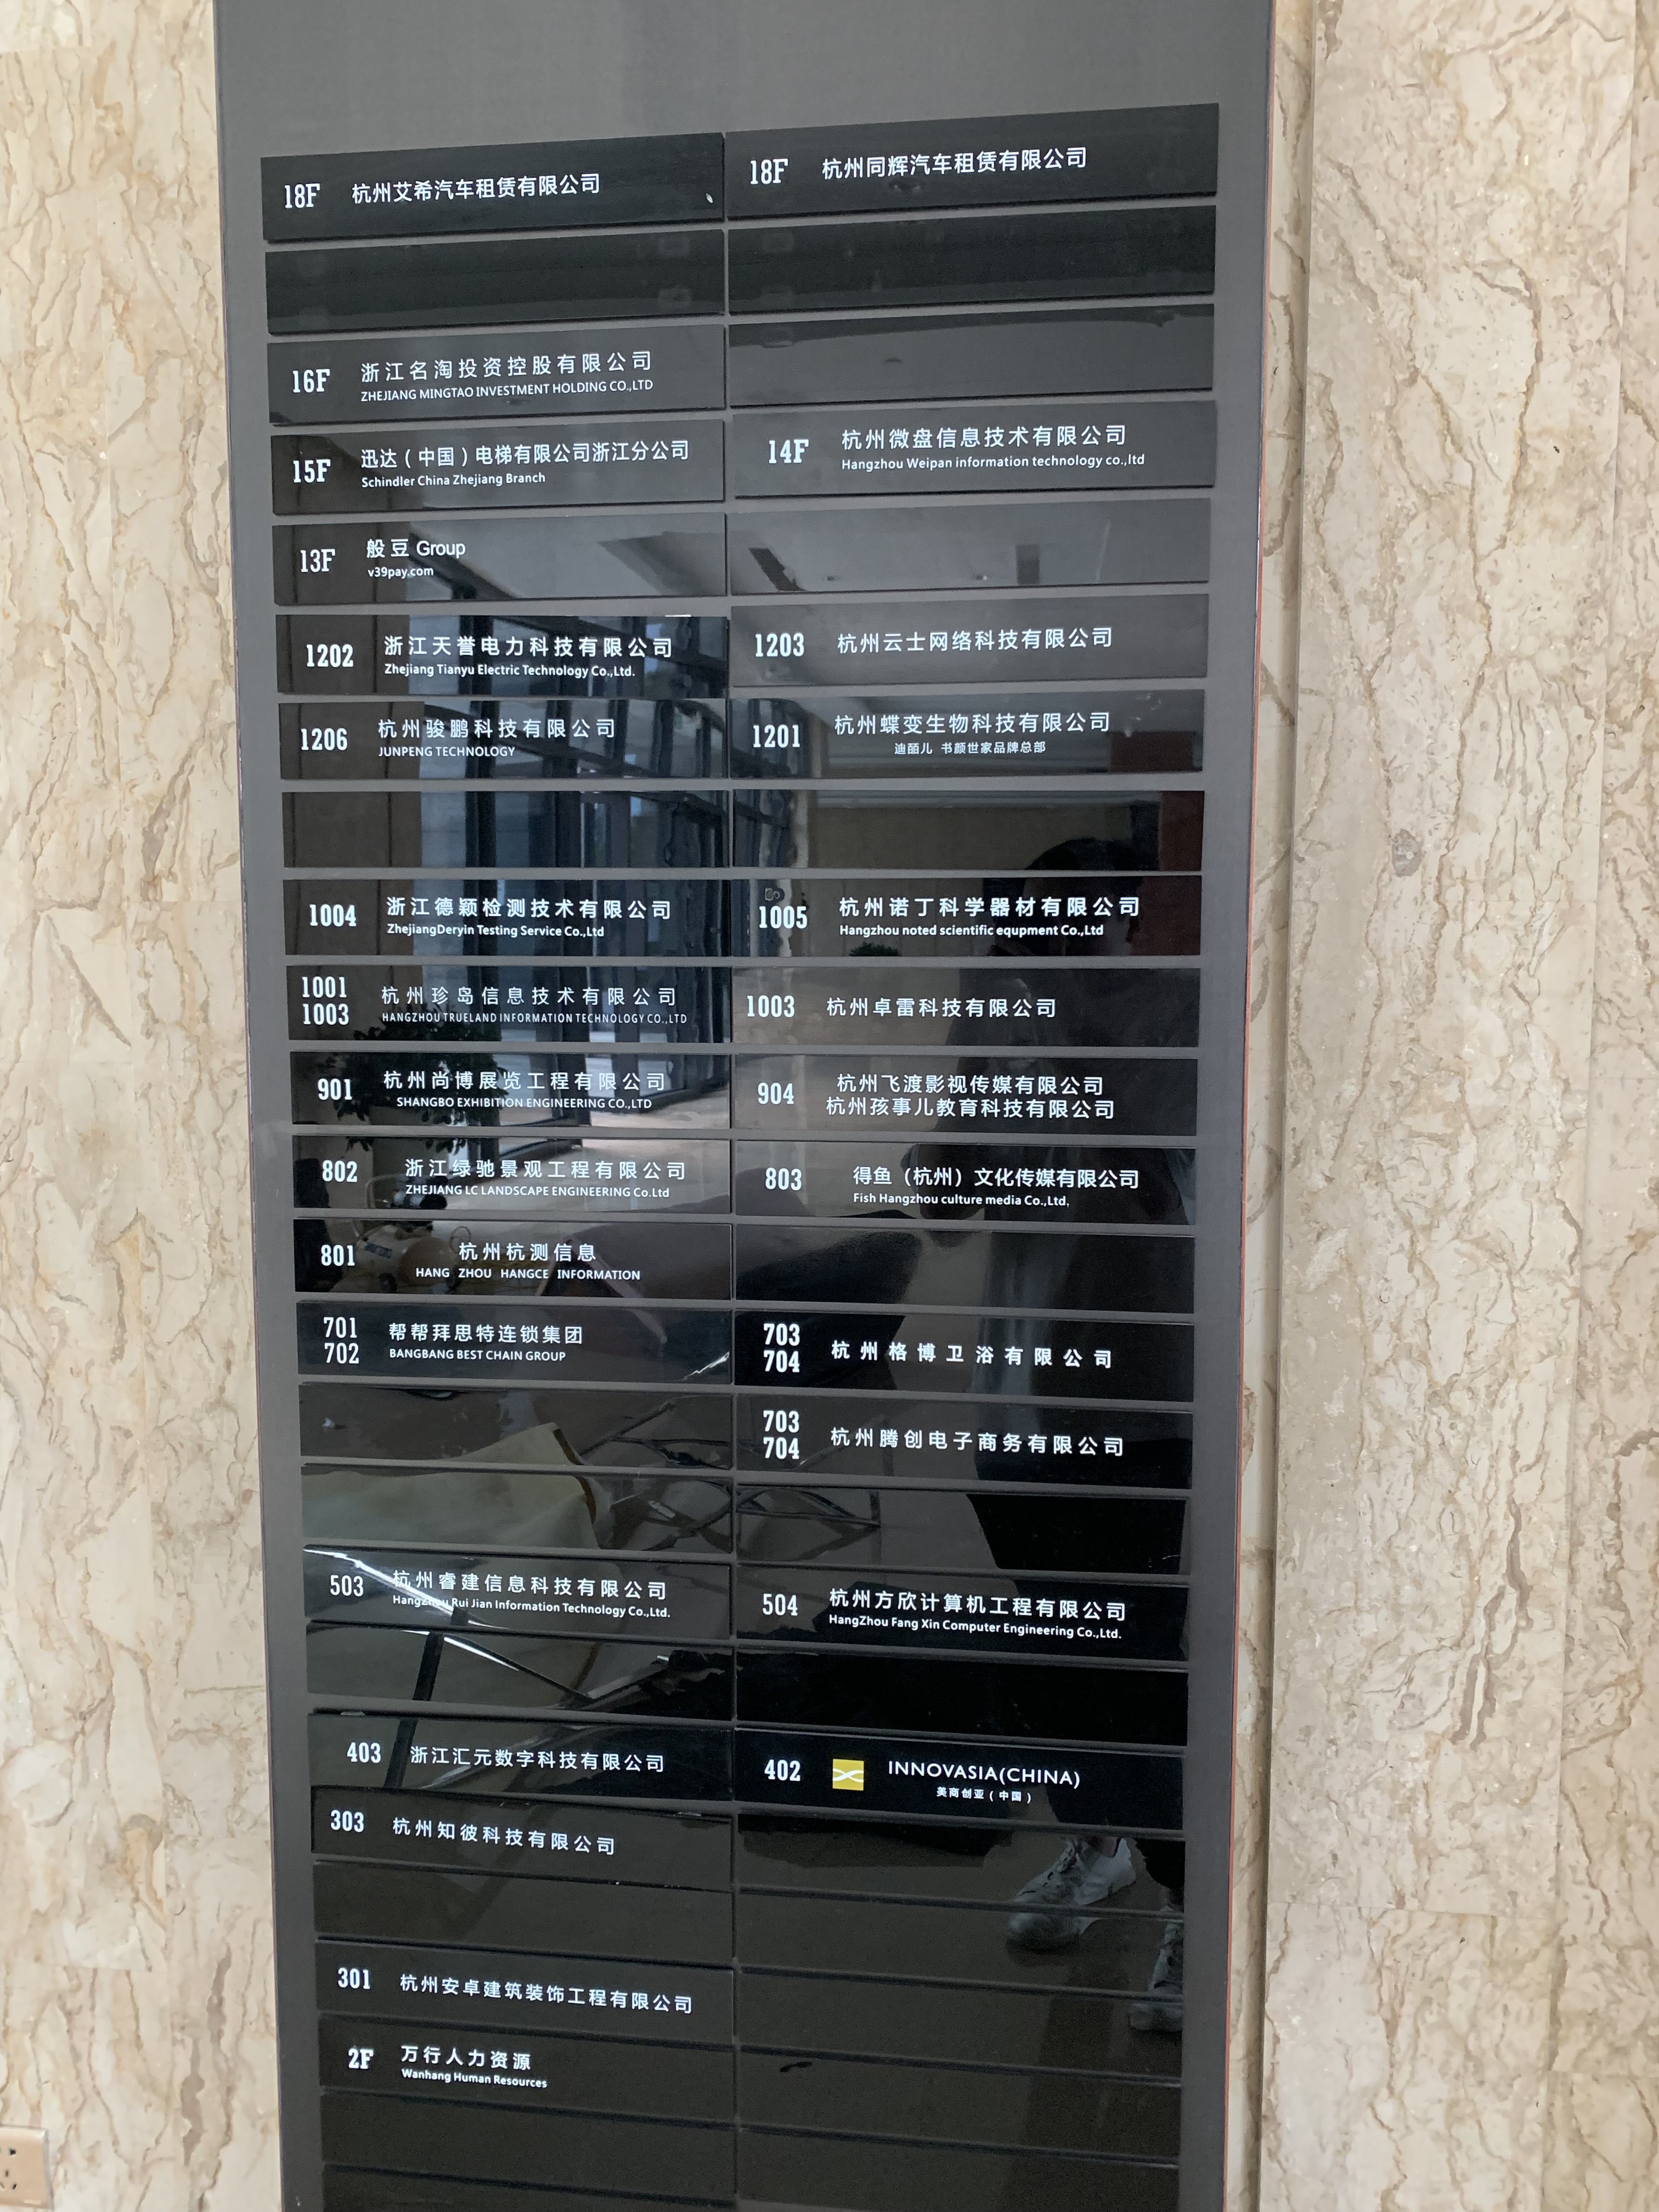 18F 杭州艾希汽车租赁有限公司
18F 杭州同辉汽车租赁有限公司
16F 浙江名淘投资控股有限公司
ZHEJIANG MINGTAO INVESTMENT HOLDING CO.,LTD
15F 迅达（中国）电梯有限公司浙江分公司
Schindler China Zhejiang Branch
14F 杭州微盘信息技术有限公司
Hangzhou Weipan information technology co.,ltd
13F 般豆 Group
v39pay.com
1202 浙江天誉电力科技有限公司
Zhejiang Tianyu Electric Technology Co.,Ltd.
1203 杭州云士网络科技有限公司
1206 杭州骏鹏科技有限公司
JUNPENG TECHNOLOGY
1201 杭州蝶变生物科技有限公司
迪皕儿 书颜世家品牌总部
1004 浙江德颖检测技术有限公司
ZhejiangDeryin Testing Service Co.,Ltd
1005 杭州诺丁科学器材有限公司
Hangzhou noted scientific equpment Co.,Ltd
1001
1003 杭州珍岛信息技术有限公司
HANGZHOU TRUELAND INFORMATION TECHNOLOGY CO.,LTD
1003 杭州卓雷科技有限公司
901 杭州尚博展览工程有限公司
SHANGBO EXHIBITION ENGINEERING CO.,LTD
904 杭州飞渡影视传媒有限公司
杭州孩事儿教育科技有限公司
802 浙江绿驰景观工程有限公司
ZHEJIANG LC LANDSCAPE ENGINEERING Co.Ltd
803 得鱼（杭州）文化传媒有限公司
Fish Hangzhou culture media Co.,Ltd.
801 杭州杭测信息
HANG ZHOU HANGCE INFORMATION
701
702 帮帮拜思特连锁集团
BANGBANG BEST CHAIN GROUP
703
704 杭州格博卫浴有限公司
703
704 杭州腾创电子商务有限公司
503 杭州睿建信息科技有限公司
Hangzhou Rui Jian Information Technology Co.,Ltd.
504 杭州方欣计算机工程有限公司
HangZhou Fang Xin Computer Engineering Co.,Ltd.
403 浙江汇元数字科技有限公司
402 INNOVASIA(CHINA)
美商创亚（中国）
303 杭州知彼科技有限公司
301 杭州安卓建筑装饰工程有限公司
2F 万行人力资源
Wanhang Human Resources